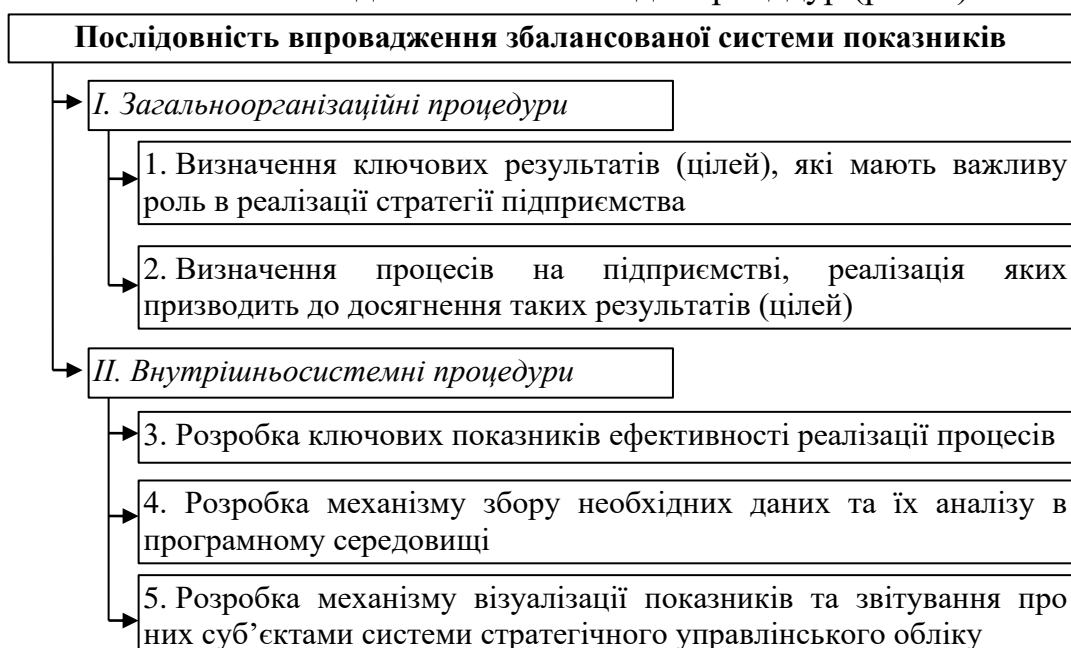 Послідовність впровадження збалансованої системи показників
І. Загальноорганізаційні процедури
1. Визначення ключових результатів (цілей), які мають важливу
роль в реалізації стратегії підприємства
2. Визначення процесів на підприємстві, реалізація яких
призводить до досягнення таких результатів (цілей)
ІІ. Внутрішньосистемні процедури
3. Розробка ключових показників ефективності реалізації процесів
4. Розробка механізму збору необхідних даних та їх аналізу в
програмному середовищі
5. Розробка механізму візуалізації показників та звітування про
них суб’єктами системи стратегічного управлінського обліку